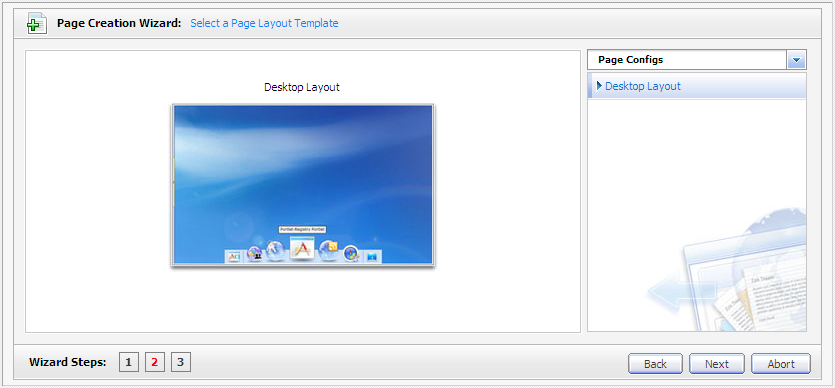 Page Creation Wizard: Select a Page Layout Template
Desktop Layout
Portlet-Registry Portlet
Page Configs
Desktop Layout
Wizard Steps: 1 2 3
Back Next Abort